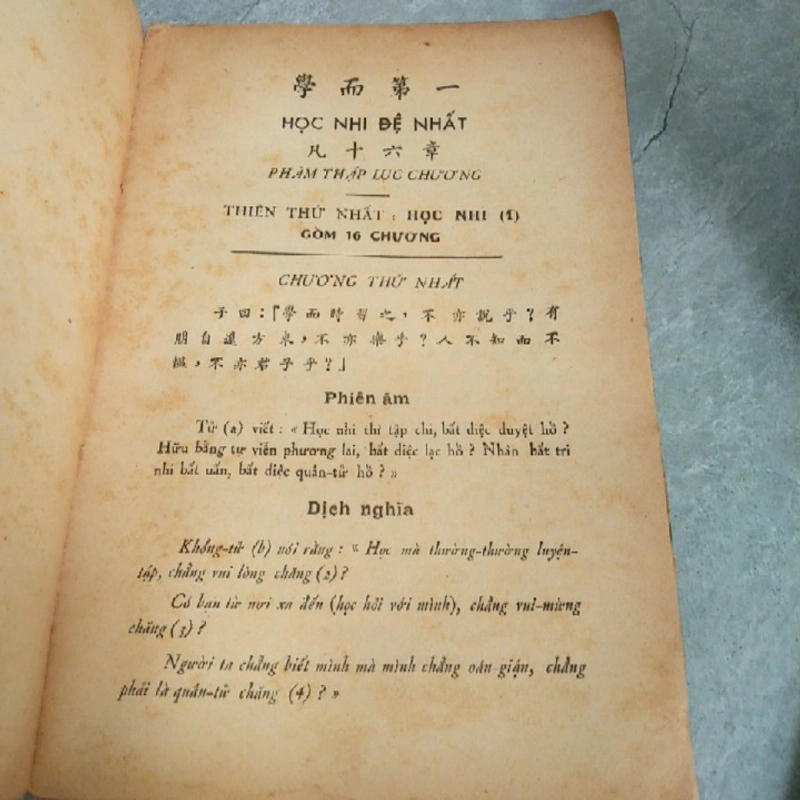 學而第一
HỌC NHI ĐỆ NHẤT
凡十六章
PHÀM THẬP LỤC CHƯƠNG
THIÊN THỨ NHẤT : HỌC NHI (1)
GỒM 16 CHƯƠNG
CHƯƠNG THỨ NHẤT
子曰:「學而時習之, 不亦說乎? 有
朋自遠方來, 不亦樂乎? 人不知而不
慍, 不亦君子乎?」
Phiên âm
Tử (a) viết : « Học nhi thì tập chi, bất diệc duyệt hồ ?
Hữu bằng tự viễn phương lai, bất diệc lạc hồ ? Nhân bất tri
nhi bất uấn, bất diệc quân-tử hồ ? »
Dịch nghĩa
Khổng-tử (b) nói rằng : « Học mà thường-thường luyện-
tập, chẳng vui lòng chăng (2) ?
Có bạn từ nơi xa đến (học hỏi với mình), chẳng vui-mừng
chăng (3) ?
Người ta chẳng biết mình mà mình chẳng oán-giận, chẳng
phải là quân-tử chăng (4) ? »